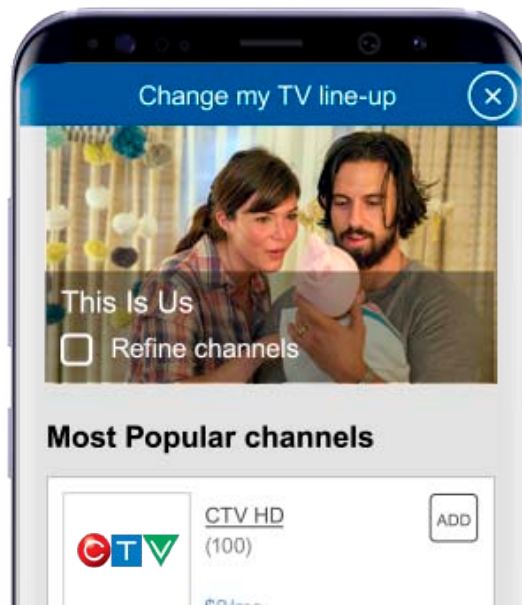 Change my TV line-up
This Is Us
Refine channels
Most Popular channels
CTV HD
ADD
CTV
(100)